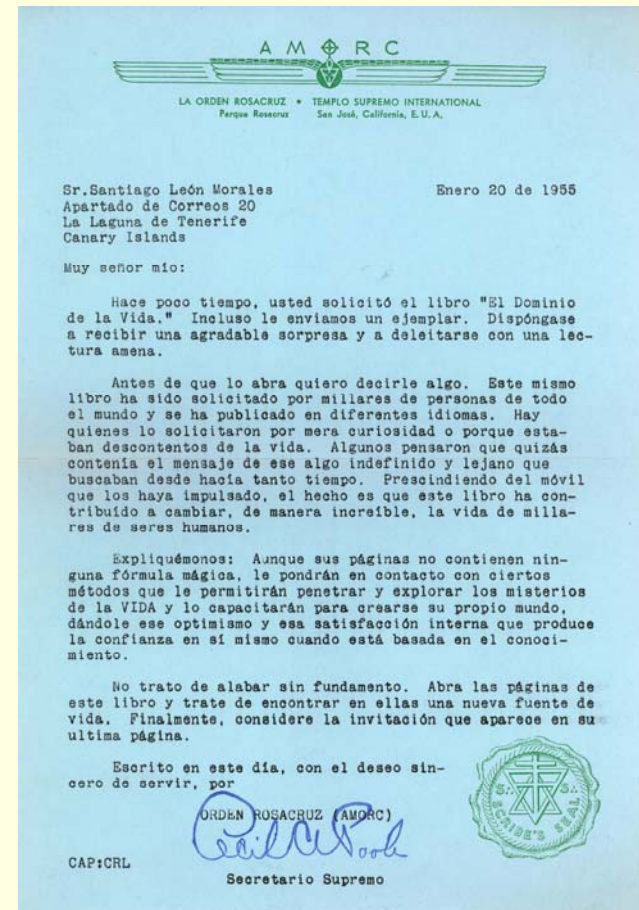 AMORC
LA ORDEN ROSACRUZ • TEMPLO SUPREMO INTERNATIONAL
Parque Rosacruz San José, California, E. U. A.
Sr.Santiago León Morales Enero 20 de 1955
Apartado de Correos 20
La Laguna de Tenerife
Canary Islands
Muy señor mío:
Hace poco tiempo, usted solicitó el libro "El Dominio
de la Vida." Incluso le enviamos un ejemplar. Dispóngase
a recibir una agradable sorpresa y a deleitarse con una lec-
tura amena.
Antes de que lo abra quiero decirle algo. Este mismo
libro ha sido solicitado por millares de personas de todo
el mundo y se ha publicado en diferentes idiomas. Hay
quienes lo solicitaron por mera curiosidad o porque esta-
ban descontentos de la vida. Algunos pensaron que quizás
contenía el mensaje de ese algo indefinido y lejano que
buscaban desde hacía tanto tiempo. Prescindiendo del móvil
que los haya impulsado, el hecho es que este libro ha con-
tribuído a cambiar, de manera increíble, la vida de milla-
res de seres humanos.
Expliquémonos: Aunque sus páginas no contienen nin-
guna fórmula mágica, le pondrán en contacto con ciertos
métodos que le permitirán penetrar y explorar los misterios
de la VIDA y lo capacitarán para crearse su propio mundo,
dándole ese optimismo y esa satisfacción interna que produce
la confianza en sí mismo cuando está basada en el conoci-
miento.
No trato de alabar sin fundamento. Abra las páginas de
este libro y trate de encontrar en ellas una nueva fuente de
vida. Finalmente, considere la invitación que aparece en su
ultima página.
Escrito en este día, con el deseo sin-
cero de servir, por
ORDEN ROSACRUZ (AMORC)
Cecil A Poole
CAP:CRL
Secretario Supremo
S∴ S∴
SCRIBE'S SEAL